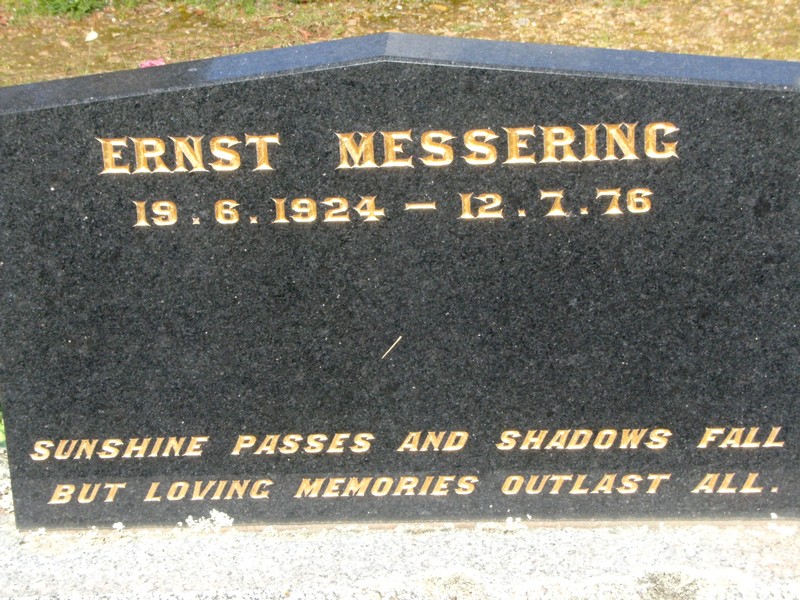 ERNST MESSERING
19.6.1924 – 12.7.76
SUNSHINE PASSES AND SHADOWS FALL
BUT LOVING MEMORIES OUTLAST ALL.